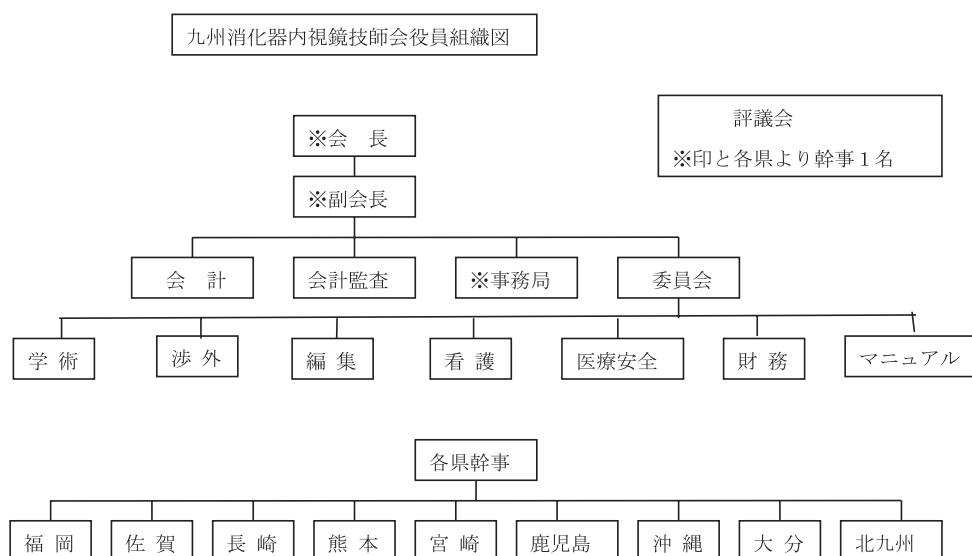 九州消化器内視鏡技師会役員組織図
評議会
※印と各県より幹事１名
※会　長
※副会長
会　計
会計監査
※事務局
委員会
学 術
渉 外
編 集
看 護
医療安全
財 務
マニュアル
各県幹事
福 岡
佐 賀
長 崎
熊 本
宮 崎
鹿児島
沖 縄
大 分
北九州